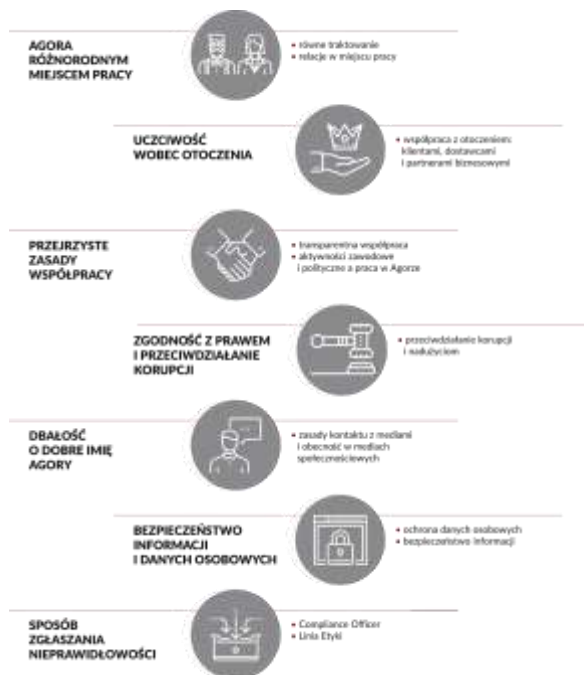 AGORA
RÓŻNORODNYM
MIEJSCEM PRACY
• równe traktowanie
• relacje w miejscu pracy
UCZCIWOŚĆ
WOBEC OTOCZENIA
• współpraca z otoczeniem:
klientami, dostawcami
i partnerami biznesowymi
PRZEJRZYSTE
ZASADY
WSPÓŁPRACY
• transparentna współpraca
• aktywności zawodowe
i polityczne a praca w Agorze
ZGODNOŚĆ Z PRAWEM
I PRZECIWDZIAŁANIE
KORUPCJI
• przeciwdziałanie korupcji
i nadużyciom
DBAŁOŚĆ
O DOBRE IMIĘ
AGORY
• zasady kontaktu z mediami
i obecność w mediach
społecznościowych
BEZPIECZEŃSTWO
INFORMACJI
I DANYCH OSOBOWYCH
• ochrona danych osobowych
• bezpieczeństwo informacji
SPOSÓB
ZGŁASZANIA
NIEPRAWIDŁOWOŚCI
• Compliance Officer
• Linia Etyki